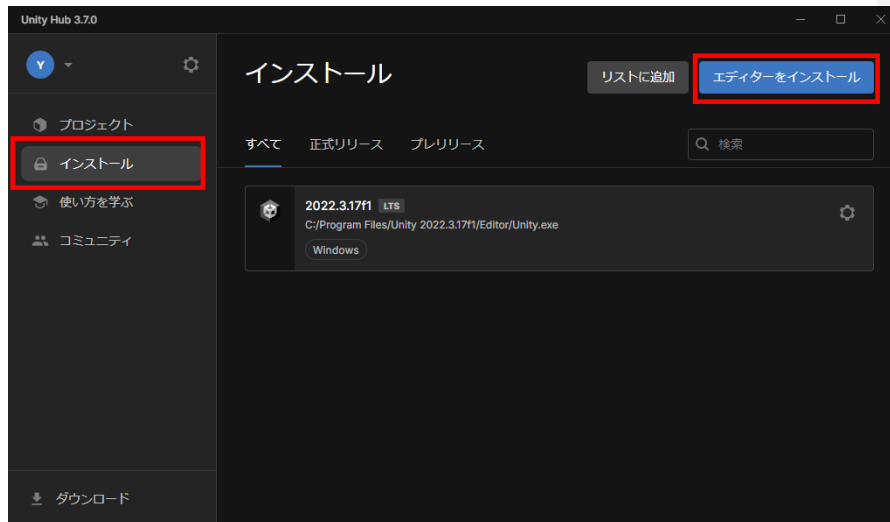 Unity Hub 3.7.0
Y
プロジェクト
インストール
使い方を学ぶ
コミュニティ
ダウンロード
インストール
リストに追加
エディターをインストール
すべて
正式リリース
プレリリース
検索
2022.3.17f1 LTS
C:/Program Files/Unity 2022.3.17f1/Editor/Unity.exe
Windows